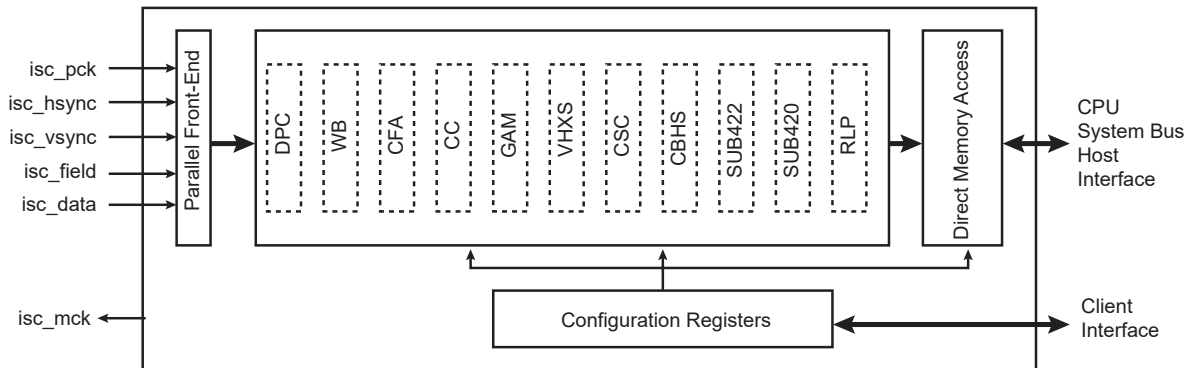 isc_pck
isc_hsync
isc_vsync
isc_field
isc_data
isc_mck
Parallel Front-End
DPC
WB
CFA
CC
GAM
VHXS
CSC
CBHS
SUB422
SUB420
RLP
Direct Memory Access
CPU
System Bus
Host
Interface
Configuration Registers
Client
Interface